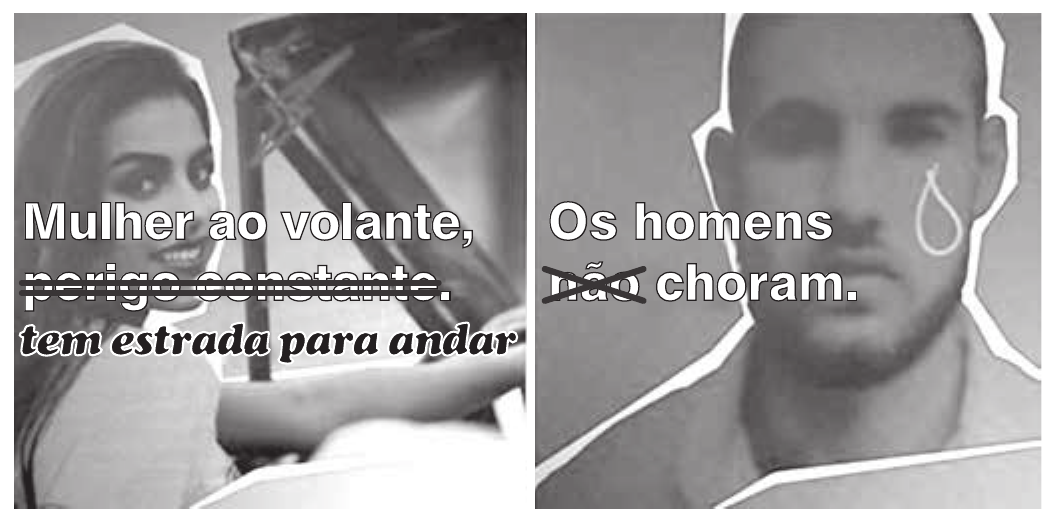 Mulher ao volante,
perigo constante.
tem estrada para andar
Os homens
não choram.